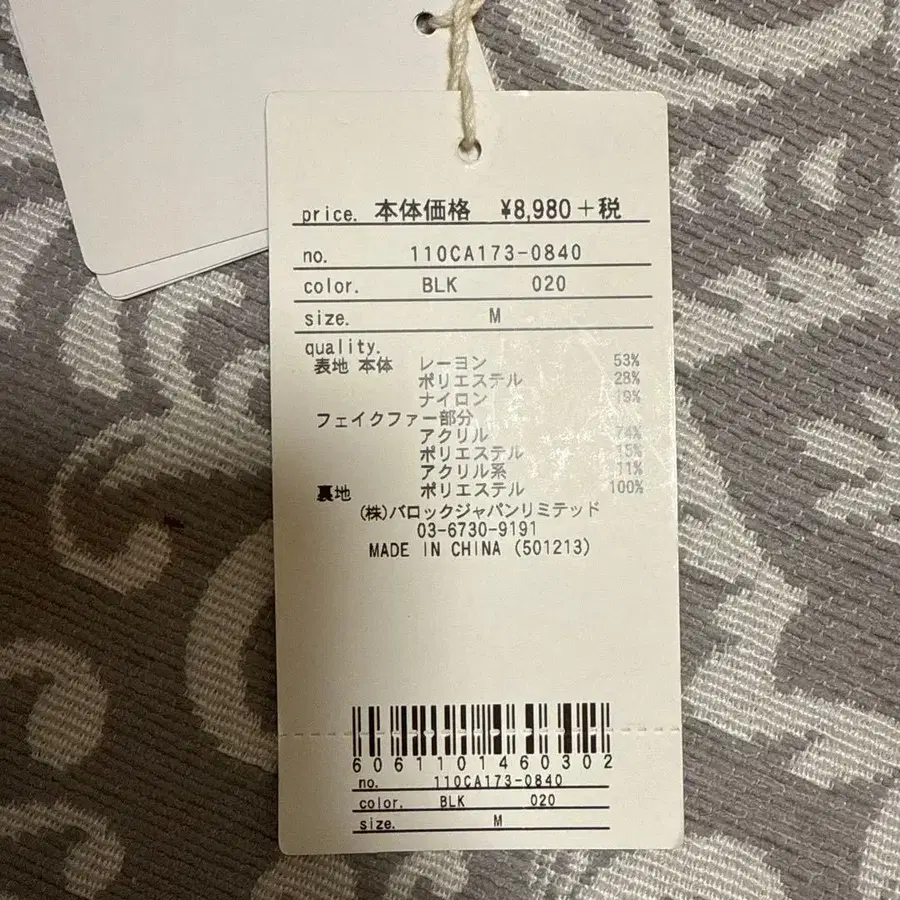 price. 本体価格 ¥8,980+税
no. 110CA173-0840
color. BLK 020
size. M
quality.
表地 本体 レーヨン 53%
ポリエステル 28%
ナイロン 19%
フェイクファー部分
アクリル 74%
ポリエステル 15%
アクリル系 11%
裏地 ポリエステル 100%
(株)バロックジャパンリミテッド
03-6730-9191
MADE IN CHINA (501213)
6061101460302
no. 110CA173-0840
color. BLK 020
size. M